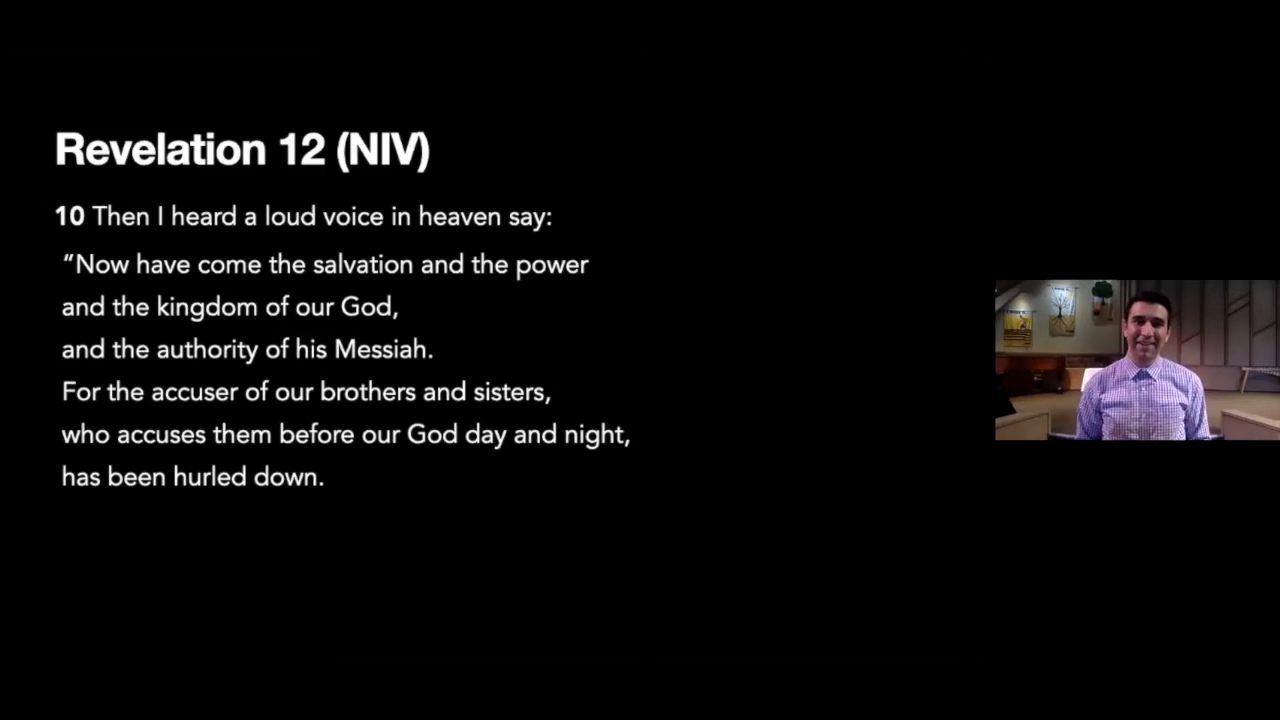 Revelation 12 (NIV)
10 Then I heard a loud voice in heaven say:
“Now have come the salvation and the power
and the kingdom of our God,
and the authority of his Messiah.
For the accuser of our brothers and sisters,
who accuses them before our God day and night,
has been hurled down.